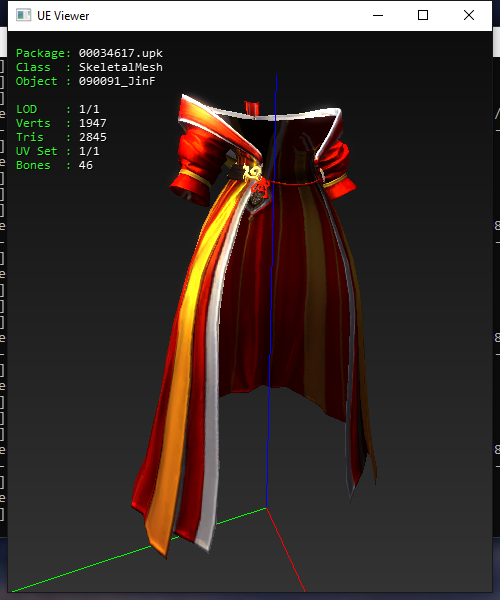 UE Viewer
Package: 00034617.upk
Class : SkeletalMesh
Object : 090091_JinF
LOD : 1/1
Verts : 1947
Tris : 2845
UV Set : 1/1
Bones : 46